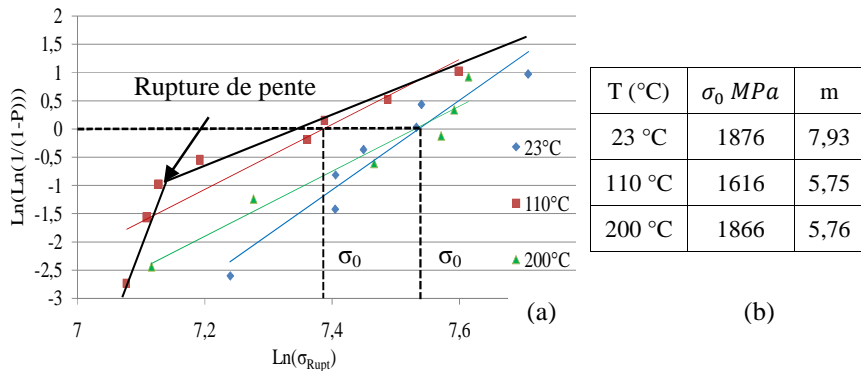 2
1,5
1
0,5
0
-0,5
-1
-1,5
-2
-2,5
-3
Ln(Ln(1/(1-P)))
Rupture de pente
23°C
110°C
200°C
σ0 σ0
7 7,2 7,4 7,6
Ln(σRupt)
(a)
T (°C) σ0 MPa m
23 °C 1876 7,93
110 °C 1616 5,75
200 °C 1866 5,76
(b)